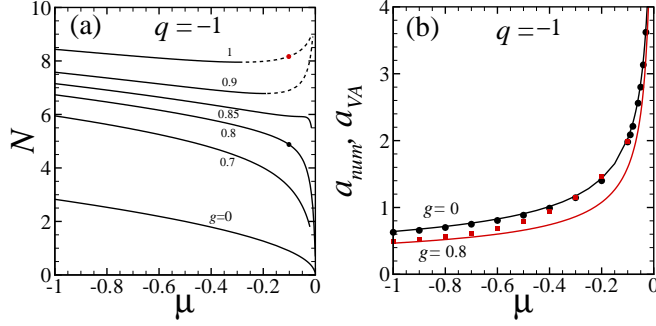 (a)
q = −1
10
8
6
4
2
0
N
1
0.9
0.85
0.8
0.7
g=0
-1
-0.8
-0.6
-0.4
-0.2
0
μ
(b)
q = −1
4
3
2
1
0
a_num, a_VA
g=0
g=0.8
-1
-0.8
-0.6
-0.4
-0.2
0
μ